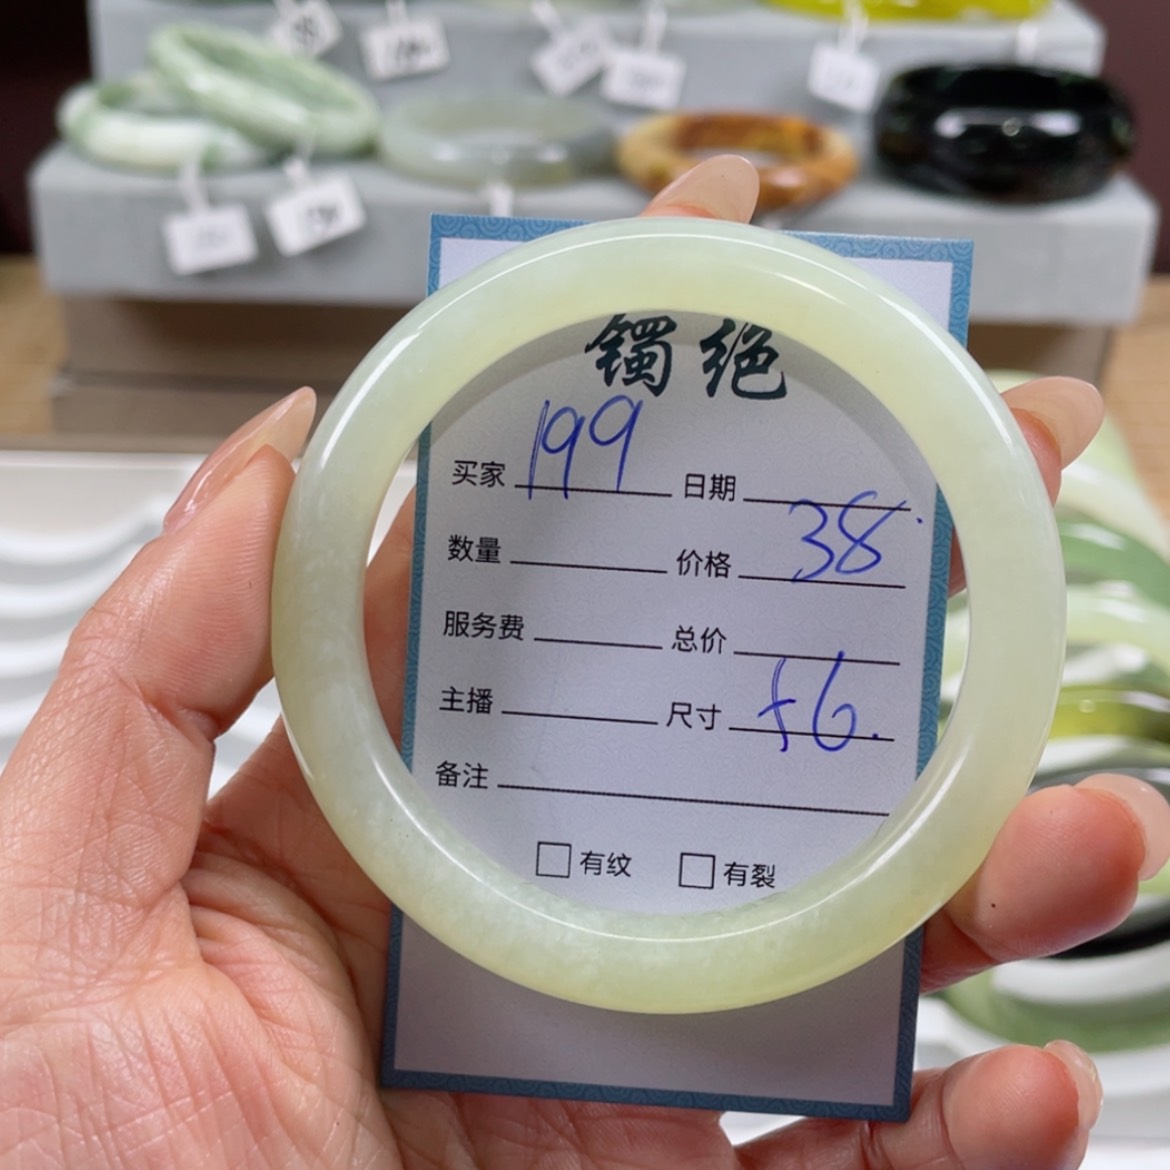 镯绝
买家 199 日期
数量 价格 38.
服务费 总价
主播 尺寸 56.
备注
有纹 有裂